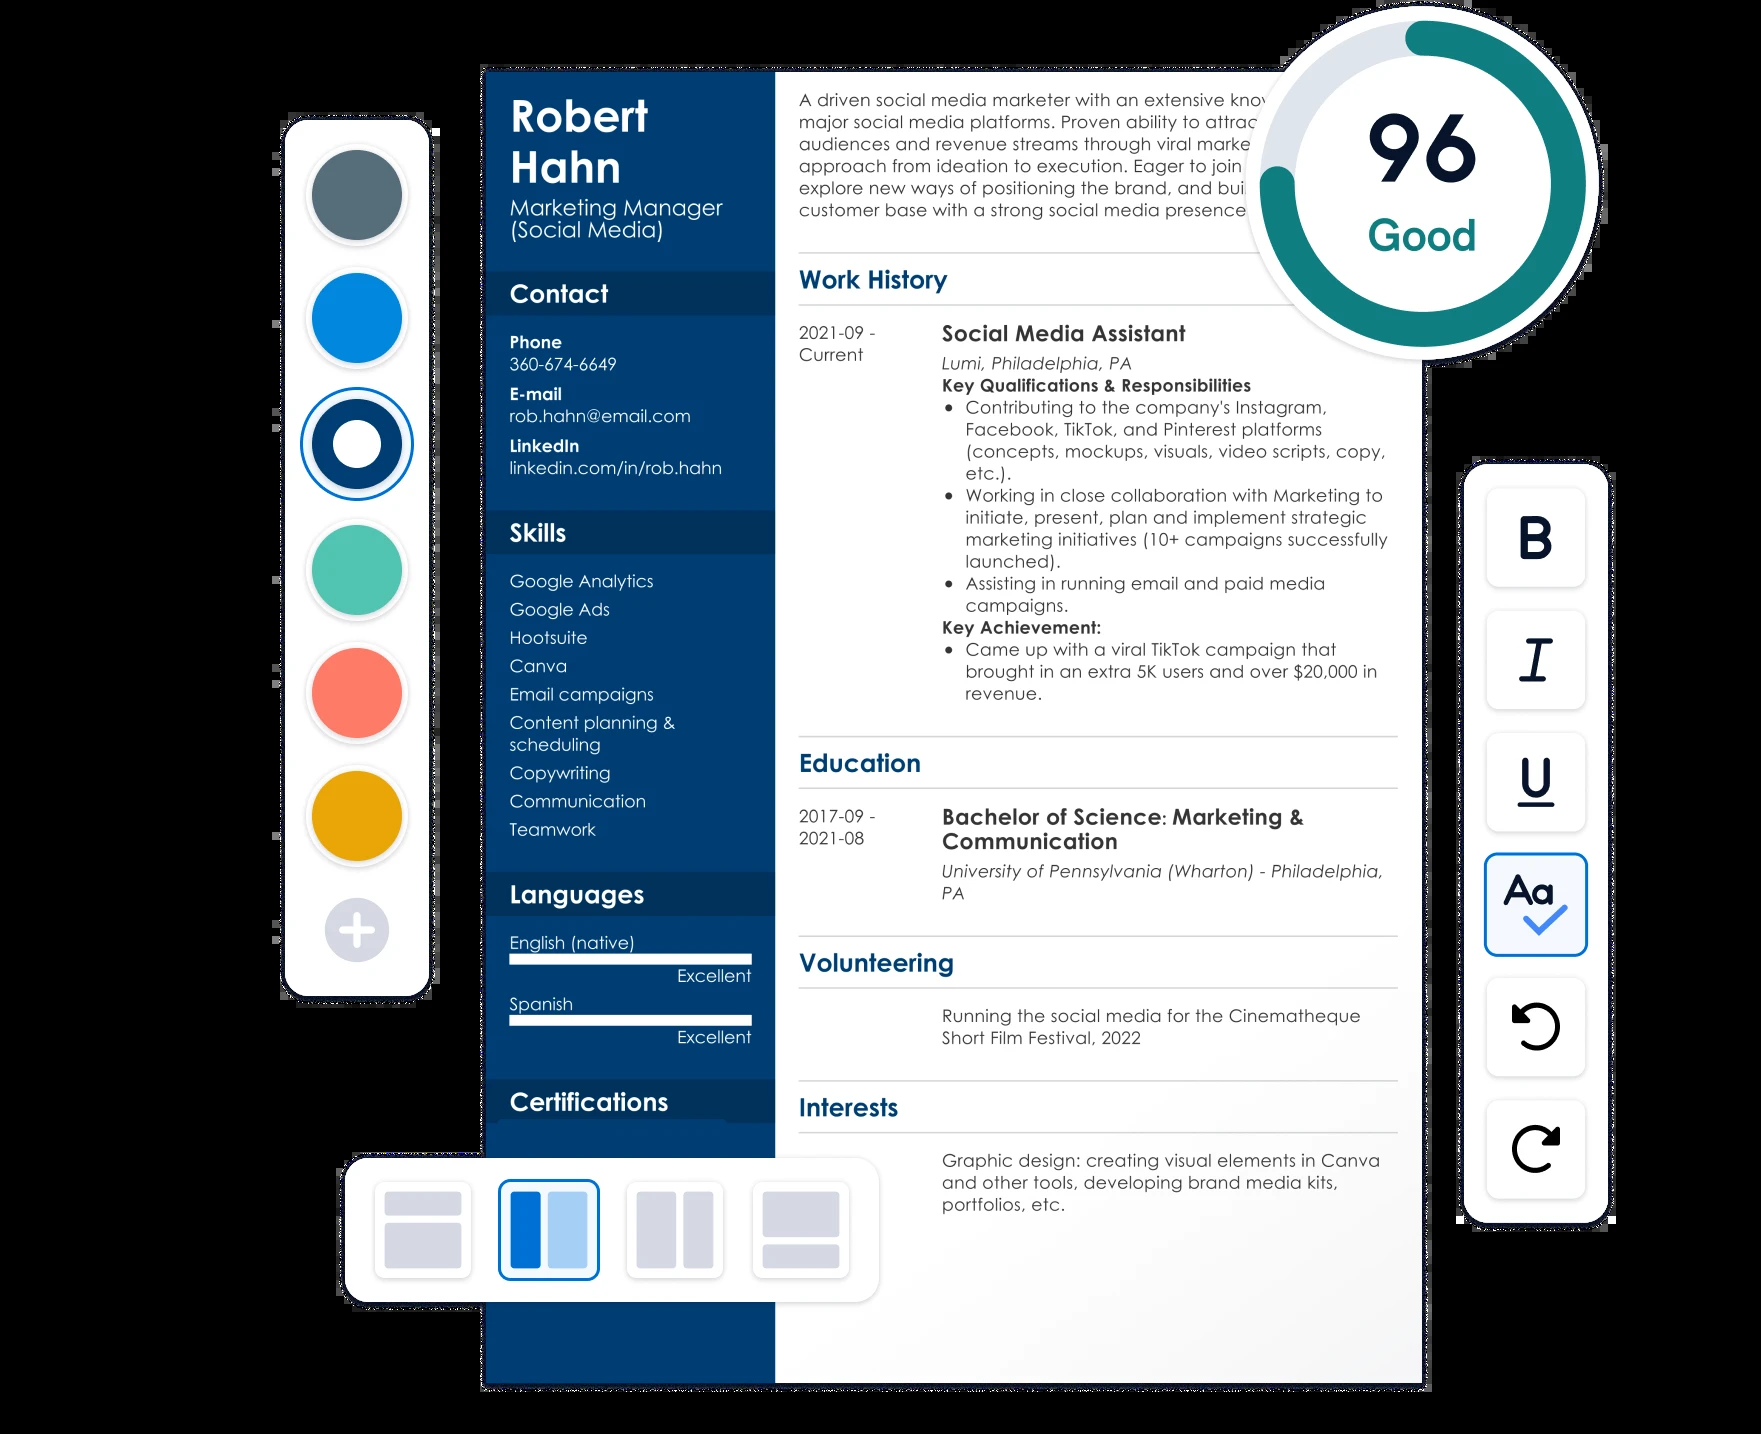 Robert
Hahn
Marketing Manager
(Social Media)
Contact
Phone
360-674-6649
E-mail
rob.hahn@email.com
LinkedIn
linkedin.com/in/rob.hahn
Skills
Google Analytics
Google Ads
Hootsuite
Canva
Email campaigns
Content planning &
scheduling
Copywriting
Communication
Teamwork
Languages
English (native)
Excellent
Spanish
Excellent
Certifications
A driven social media marketer with an extensive
major social media platforms. Proven ability to
audiences and revenue streams through viral
approach from ideation to execution. Eager to join
explore new ways of positioning the brand, and
customer base with a strong social media presence
96
Good
Work History
2021-09 -
Current
Social Media Assistant
Lumi, Philadelphia, PA
Key Qualifications & Responsibilities
• Contributing to the company's Instagram,
Facebook, TikTok, and Pinterest platforms
(concepts, mockups, visuals, video scripts, copy,
etc.).
• Working in close collaboration with Marketing to
initiate, present, plan and implement strategic
marketing initiatives (10+ campaigns successfully
launched).
• Assisting in running email and paid media
campaigns.
Key Achievement:
• Came up with a viral TikTok campaign that
brought in an extra 5K users and over $20,000 in
revenue.
Education
2017-09 -
2021-08
Bachelor of Science: Marketing &
Communication
University of Pennsylvania (Wharton) - Philadelphia,
PA
Volunteering
Running the social media for the Cinematheque
Short Film Festival, 2022
Interests
Graphic design: creating visual elements in Canva
and other tools, developing brand media kits,
portfolios, etc.
B
I
U
Aa